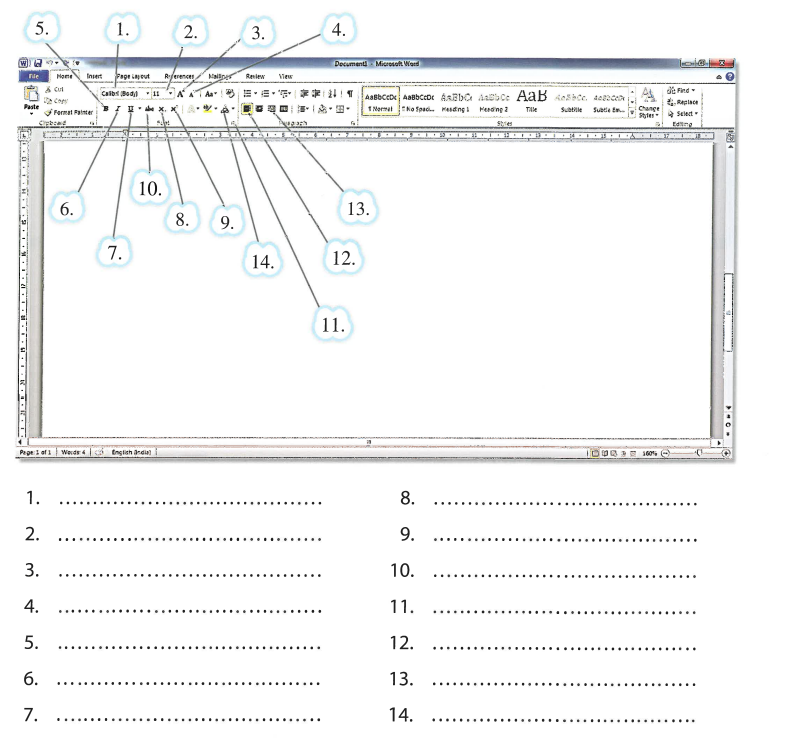 5. 1. 2. 3. 4.
Document1 - Microsoft Word
File Home Insert Page Layout References Mailings Review View
Cut
Copy
Paste
Format Painter
Clipboard
Calibri (Body) 11
Font
Paragraph
AaBbCcDc AaBbCcDc AaBbCc AaBbCc AaB AaBbCc. AaBbCcDc
¶ Normal ¶ No Spaci... Heading 1 Heading 2 Title Subtitle Subtle Em...
Change
Styles
Styles
Find
Replace
Select
Editing
6. 10. 8. 9. 13.
7. 14. 12.
11.
Page: 1 of 1 Words: 4 English (India) 160%
1. ....................................... 8. .......................................
2. ....................................... 9. .......................................
3. ....................................... 10. .......................................
4. ....................................... 11. .......................................
5. ....................................... 12. .......................................
6. ....................................... 13. .......................................
7. ....................................... 14. .......................................